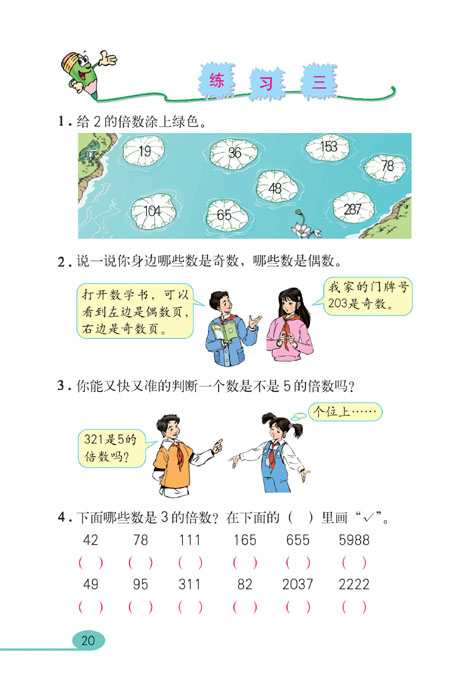 练 习 三
1. 给2的倍数涂上绿色。
19 36 153 78
48
104 65 287
2. 说一说你身边哪些数是奇数，哪些数是偶数。
打开数学书，可以
看到左边是偶数页，
右边是奇数页。
我家的门牌号
203是奇数。
3. 你能又快又准的判断一个数是不是5的倍数吗？
321是5的
倍数吗？
个位上……
4. 下面哪些数是3的倍数？在下面的（ ）里画“✓”。
42 78 111 165 655 5988
（ ） （ ） （ ） （ ） （ ） （ ）
49 95 311 82 2037 2222
（ ） （ ） （ ） （ ） （ ） （ ）
20